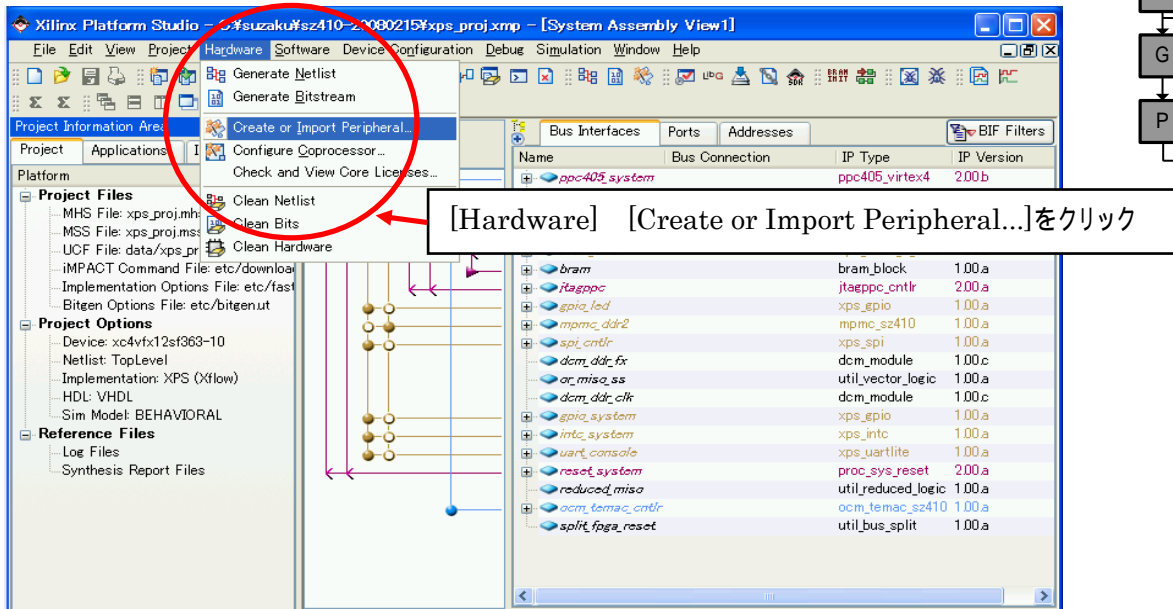 Xilinx Platform Studio - C:¥suzaku¥sz410-20080215¥xps_proj.xmp - [System Assembly View1]
File Edit View Project Hardware Software Device Configuration Debug Simulation Window Help
Generate Netlist
Generate Bitstream
Create or Import Peripheral...
Configure Coprocessor...
Check and View Core Licenses...
Clean Netlist
Clean Bits
Clean Hardware
Project Information Area
Project Applications I
Platform
Project Files
MHS File: xps_proj.mh
MSS File: xps_proj.mss
UCF File: data/xps_pr
iMPACT Command File: etc/downloa
Implementation Options File: etc/fast
Bitgen Options File: etc/bitgen.ut
Project Options
Device: xc4vfx12sf363-10
Netlist: TopLevel
Implementation: XPS (Xflow)
HDL: VHDL
Sim Model: BEHAVIORAL
Reference Files
Log Files
Synthesis Report Files
Bus Interfaces Ports Addresses BIF Filters
Name Bus Connection IP Type IP Version
ppc405_system ppc405_virtex4 2.00.b
[Hardware] [Create or Import Peripheral...]をクリック
bram bram_block 1.00.a
jtagppc jtagppc_cntlr 2.00.a
gpio_led xps_gpio 1.00.a
mpmc_ddr2 mpmc_sz410 1.00.a
spi_cntlr xps_spi 1.00.a
dcm_ddr_fx dcm_module 1.00.c
or_miso_ss util_vector_logic 1.00.a
dcm_ddr_clk dcm_module 1.00.c
gpio_system xps_gpio 1.00.a
intc_system xps_intc 1.00.a
uart_console xps_uartlite 1.00.a
reset_system proc_sys_reset 2.00.a
reduced_miso util_reduced_logic 1.00.a
ocm_temac_cntlr ocm_temac_sz410 1.00.a
split_fpga_reset util_bus_split 1.00.a
G
P